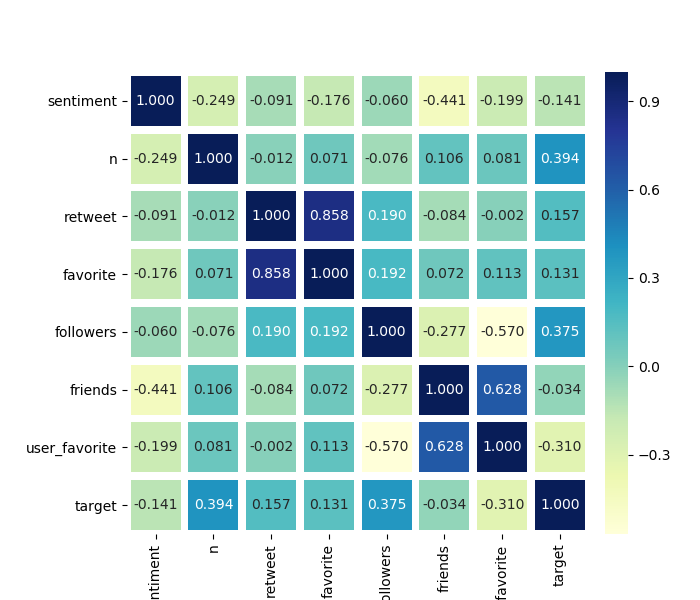 sentiment 1.000 -0.249 -0.091 -0.176 -0.060 -0.441 -0.199 -0.141
n -0.249 1.000 -0.012 0.071 -0.076 0.106 0.081 0.394
retweet -0.091 -0.012 1.000 0.858 0.190 -0.084 -0.002 0.157
favorite -0.176 0.071 0.858 1.000 0.192 0.072 0.113 0.131
followers -0.060 -0.076 0.190 0.192 1.000 -0.277 -0.570 0.375
friends -0.441 0.106 -0.084 0.072 -0.277 1.000 0.628 -0.034
user_favorite -0.199 0.081 -0.002 0.113 -0.570 0.628 1.000 -0.310
target -0.141 0.394 0.157 0.131 0.375 -0.034 -0.310 1.000
ntiment n retweet favorite ollowers friends favorite target
0.9
0.6
0.3
0.0
−0.3